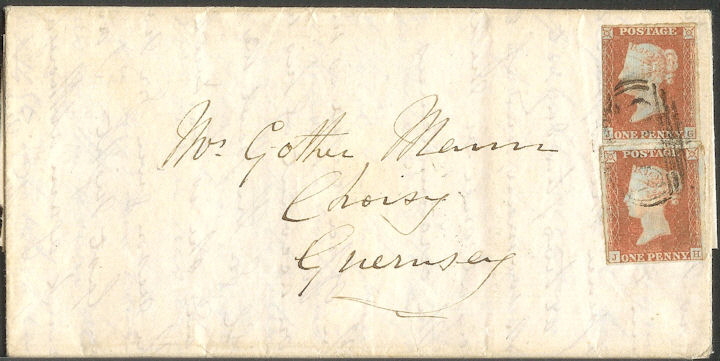 POSTAGE
J G
ONE PENNY
POSTAGE
J H
ONE PENNY
Mrs Gother Mann
Choisy
Guernsey